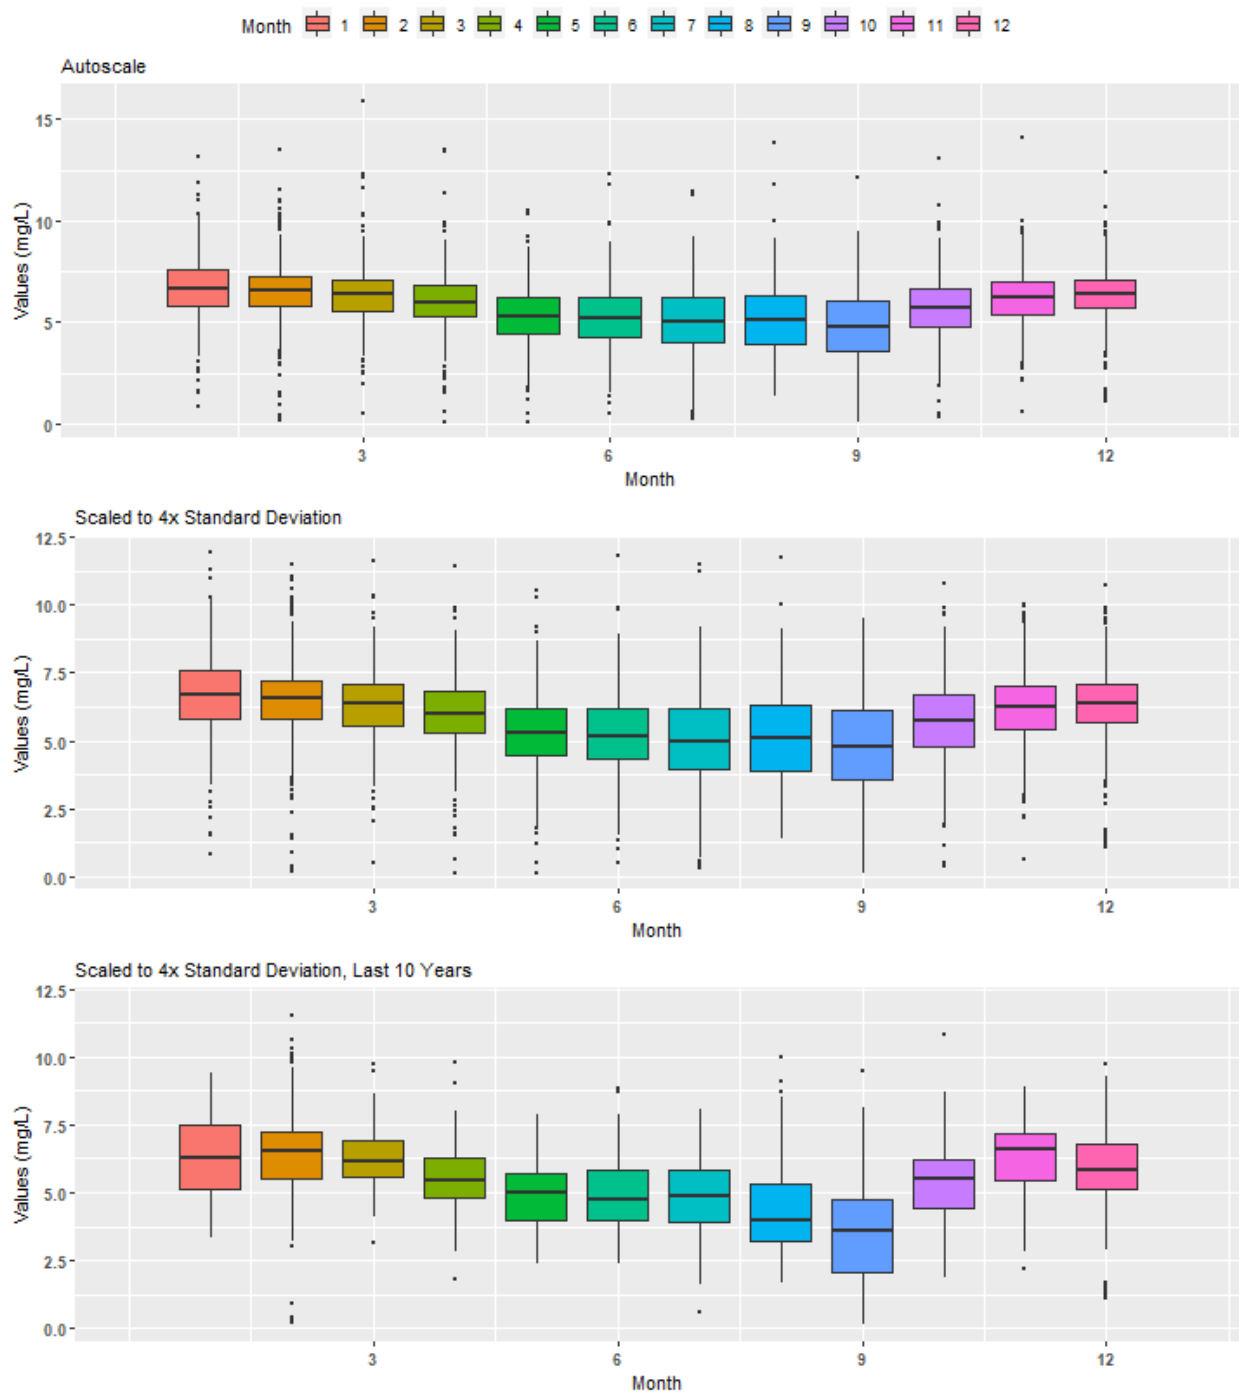 Month 1 2 3 4 5 6 7 8 9 10 11 12
Autoscale
15
10
5
0
Values (mg/L)
3 6 9 12
Month
Scaled to 4x Standard Deviation
12.5
10.0
7.5
5.0
2.5
0.0
Values (mg/L)
3 6 9 12
Month
Scaled to 4x Standard Deviation, Last 10 Years
12.5
10.0
7.5
5.0
2.5
0.0
Values (mg/L)
3 6 9 12
Month